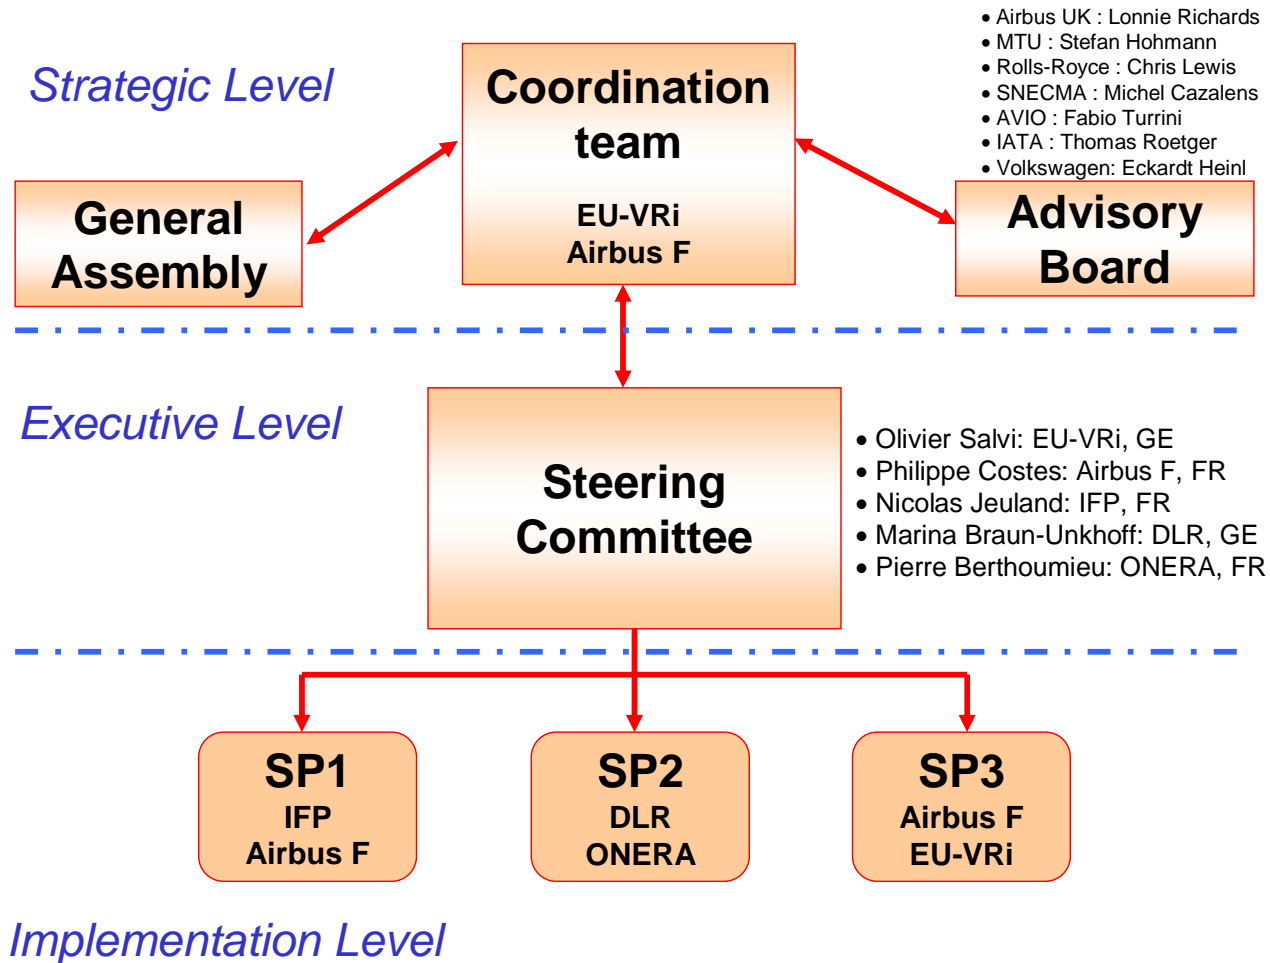 • Airbus UK : Lonnie Richards
• MTU : Stefan Hohmann
• Rolls-Royce : Chris Lewis
• SNECMA : Michel Cazalens
• AVIO : Fabio Turrini
• IATA : Thomas Roetger
• Volkswagen: Eckardt Heinl
Strategic Level
Coordination
team
EU-VRi
Airbus F
General
Assembly
Advisory
Board
Executive Level
Steering
Committee
• Olivier Salvi: EU-VRi, GE
• Philippe Costes: Airbus F, FR
• Nicolas Jeuland: IFP, FR
• Marina Braun-Unkhoff: DLR, GE
• Pierre Berthoumieu: ONERA, FR
SP1
IFP
Airbus F
SP2
DLR
ONERA
SP3
Airbus F
EU-VRi
Implementation Level